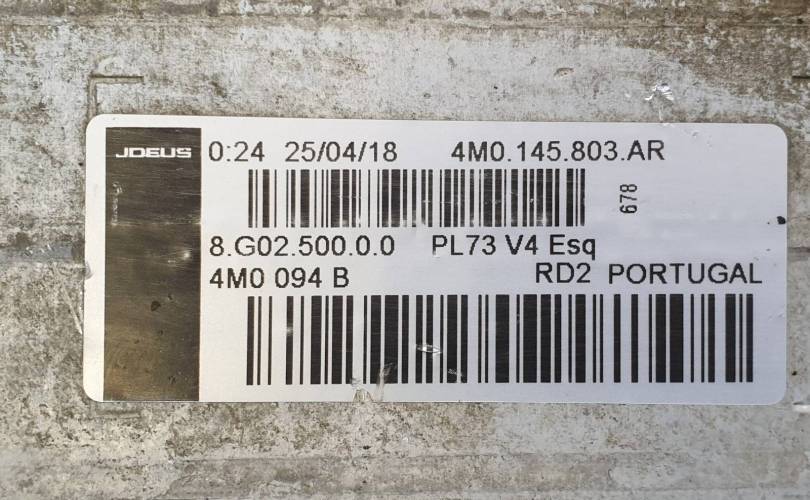 JDEUS 0:24 25/04/18 4M0.145.803.AR
678
8.G02.500.0.0 PL73 V4 Esq
4M0 094 B RD2 PORTUGAL